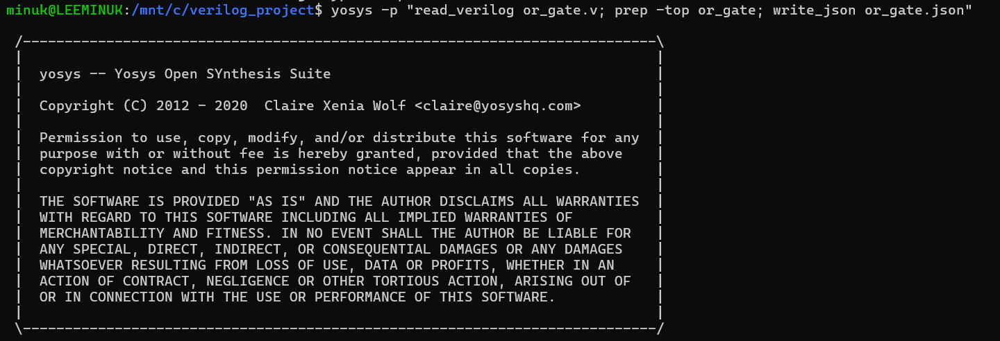 minuk@LEEMINUK:/mnt/c/verilog_project$ yosys -p "read_verilog or_gate.v; prep -top or_gate; write_json or_gate.json"
/----------------------------------------------------------------------------\
|                                                                            |
|  yosys -- Yosys Open SYnthesis Suite                                       |
|                                                                            |
|  Copyright (C) 2012 - 2020  Claire Xenia Wolf <claire@yosyshq.com>         |
|                                                                            |
|  Permission to use, copy, modify, and/or distribute this software for any  |
|  purpose with or without fee is hereby granted, provided that the above    |
|  copyright notice and this permission notice appear in all copies.         |
|                                                                            |
|  THE SOFTWARE IS PROVIDED "AS IS" AND THE AUTHOR DISCLAIMS ALL WARRANTIES  |
|  WITH REGARD TO THIS SOFTWARE INCLUDING ALL IMPLIED WARRANTIES OF          |
|  MERCHANTABILITY AND FITNESS. IN NO EVENT SHALL THE AUTHOR BE LIABLE FOR   |
|  ANY SPECIAL, DIRECT, INDIRECT, OR CONSEQUENTIAL DAMAGES OR ANY DAMAGES    |
|  WHATSOEVER RESULTING FROM LOSS OF USE, DATA OR PROFITS, WHETHER IN AN     |
|  ACTION OF CONTRACT, NEGLIGENCE OR OTHER TORTIOUS ACTION, ARISING OUT OF   |
|  OR IN CONNECTION WITH THE USE OR PERFORMANCE OF THIS SOFTWARE.            |
|                                                                            |
\----------------------------------------------------------------------------/